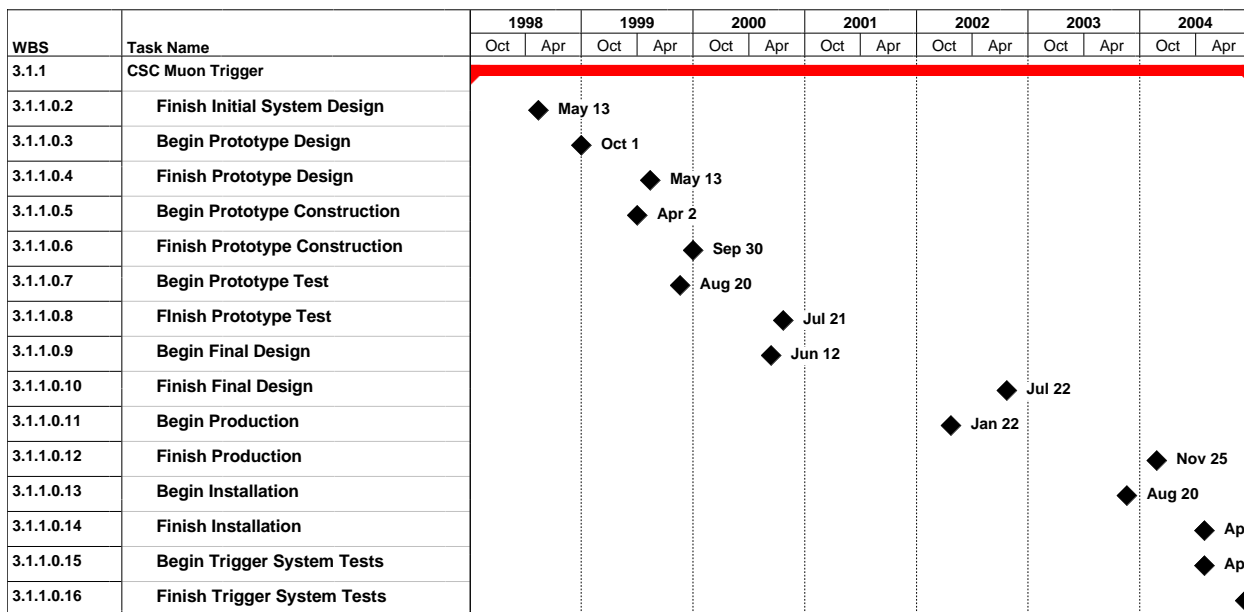 1998 1999 2000 2001 2002 2003 2004
WBS Task Name Oct Apr Oct Apr Oct Apr Oct Apr Oct Apr Oct Apr Oct Apr
3.1.1 CSC Muon Trigger
3.1.1.0.2 Finish Initial System Design May 13
3.1.1.0.3 Begin Prototype Design Oct 1
3.1.1.0.4 Finish Prototype Design May 13
3.1.1.0.5 Begin Prototype Construction Apr 2
3.1.1.0.6 Finish Prototype Construction Sep 30
3.1.1.0.7 Begin Prototype Test Aug 20
3.1.1.0.8 FInish Prototype Test Jul 21
3.1.1.0.9 Begin Final Design Jun 12
3.1.1.0.10 Finish Final Design Jul 22
3.1.1.0.11 Begin Production Jan 22
3.1.1.0.12 Finish Production Nov 25
3.1.1.0.13 Begin Installation Aug 20
3.1.1.0.14 Finish Installation Ap
3.1.1.0.15 Begin Trigger System Tests Ap
3.1.1.0.16 Finish Trigger System Tests